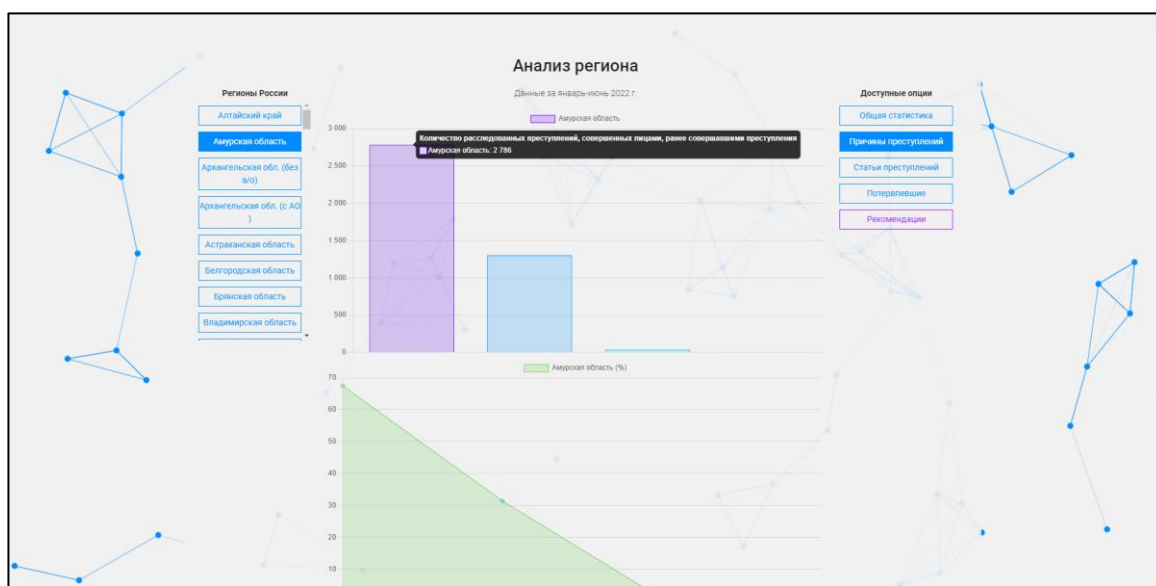 Анализ региона
Данные за январь-июнь 2022 г.
Регионы России
Алтайский край
Амурская область
Архангельская обл. (без
а/о)
Архангельская обл. (с АО
)
Астраханская область
Белгородская область
Брянская область
Владимирская область
Амурская область
3 000
2 500
2 000
1 500
1 000
500
0
Количество расследованных преступлений, совершенных лицами, ранее совершавшими преступления
Амурская область: 2 786
Амурская область (%)
70
60
50
40
30
20
10
Доступные опции
Общая статистика
Причины преступлений
Статьи преступлений
Потерпевшие
Рекомендации